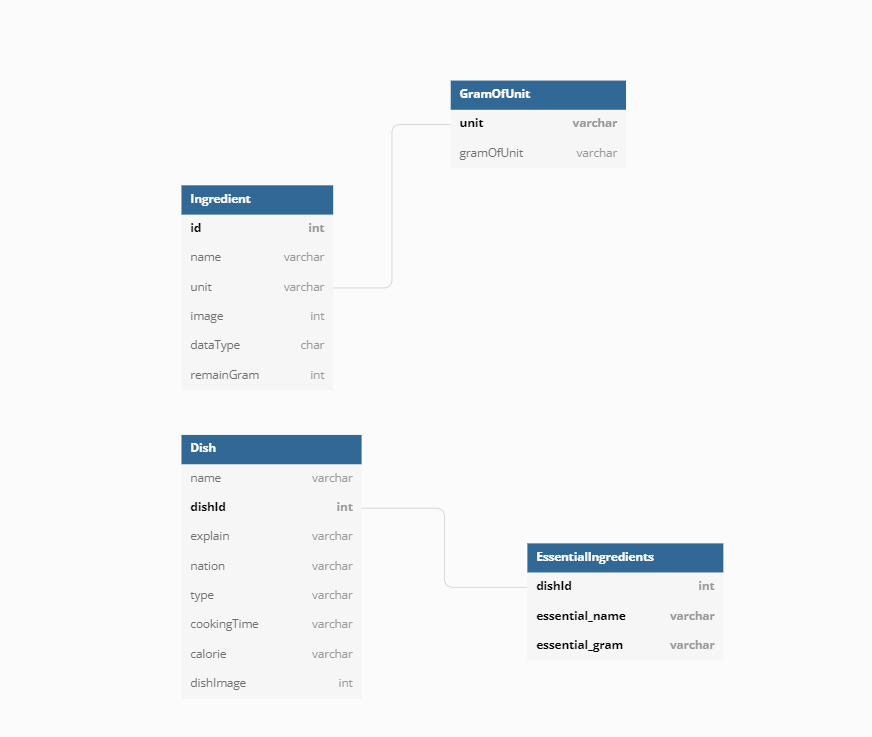 GramOfUnit
unit varchar
gramOfUnit varchar
Ingredient
id int
name varchar
unit varchar
image int
dataType char
remainGram int
Dish
name varchar
dishId int
explain varchar
nation varchar
type varchar
cookingTime varchar
calorie varchar
dishImage int
EssentialIngredients
dishId int
essential_name varchar
essential_gram varchar